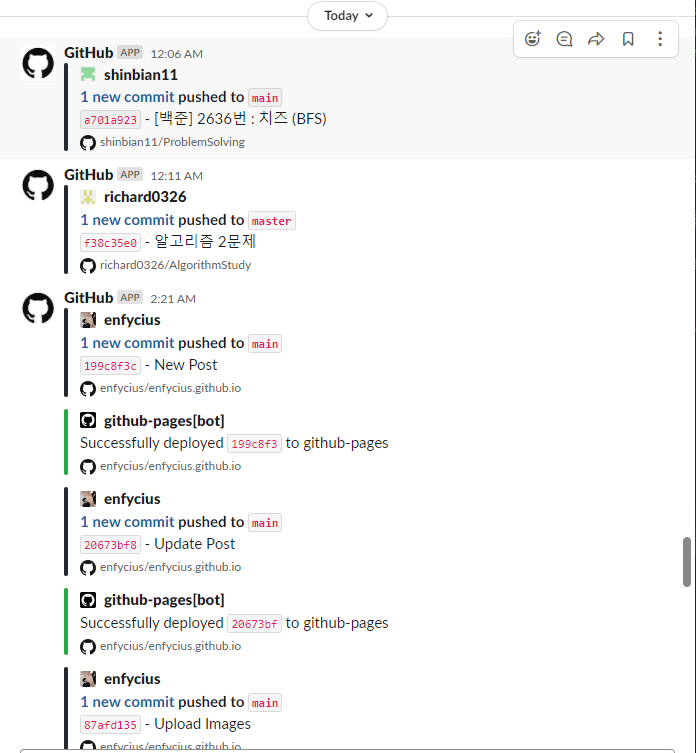 Today
GitHub APP 12:06 AM
shinbian11
1 new commit pushed to main
a701a923 - [백준] 2636번 : 치즈 (BFS)
shinbian11/ProblemSolving
GitHub APP 12:11 AM
richard0326
1 new commit pushed to master
f38c35e0 - 알고리즘 2문제
richard0326/AlgorithmStudy
GitHub APP 2:21 AM
enfycius
1 new commit pushed to main
199c8f3c - New Post
enfycius/enfycius.github.io
github-pages[bot]
Successfully deployed 199c8f3 to github-pages
enfycius/enfycius.github.io
enfycius
1 new commit pushed to main
20673bf8 - Update Post
enfycius/enfycius.github.io
github-pages[bot]
Successfully deployed 20673bf to github-pages
enfycius/enfycius.github.io
enfycius
1 new commit pushed to main
87afd135 - Upload Images
enfycius/enfycius.github.io